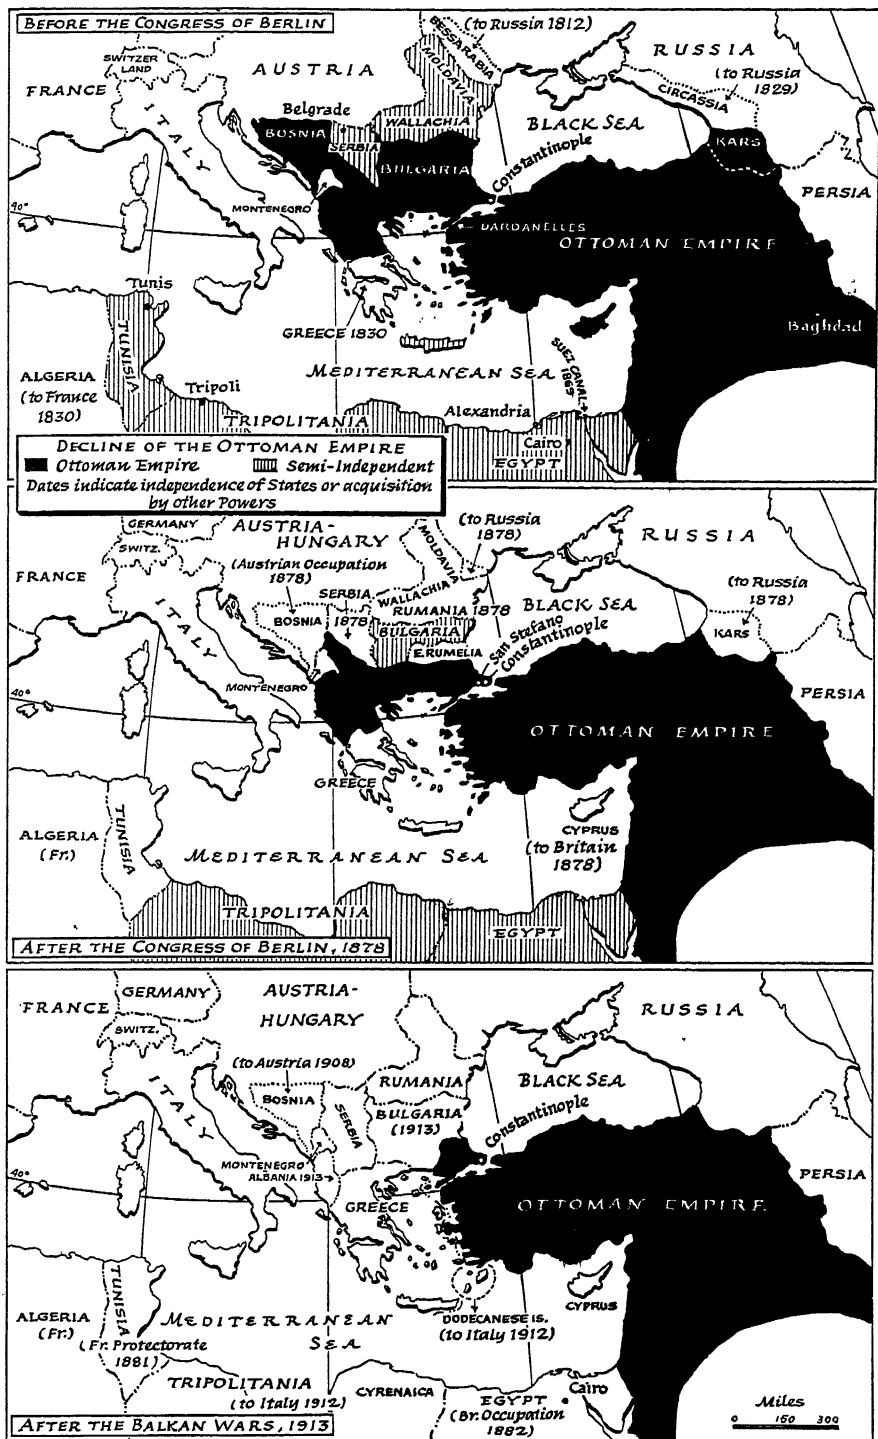 BEFORE THE CONGRESS OF BERLIN
(to Russia 1812)
BESSARABIA
MOLDAVIA
RUSSIA
(to Russia
1829)
CIRCASSIA
SWITZER
LAND
FRANCE
AUSTRIA
ITALY
Belgrade
BOSNIA
SERBIA
WALLACHIA
BULGARIA
BLACK SEA
Constantinople
KARS
PERSIA
MONTENEGRO
40°
DARDANELLES
OTTOMAN EMPIRE
Tunis
TUNISIA
GREECE 1830
Baghdad
MEDITERRANEAN SEA
SUEZ CANAL
1869
ALGERIA
(to France
1830)
Tripoli
TRIPOLITANIA
Alexandria
Cairo
EGYPT
DECLINE OF THE OTTOMAN EMPIRE
Ottoman Empire Semi-Independent
Dates indicate independence of States or acquisition
by other Powers
GERMANY
SWITZ.
FRANCE
ITALY
AUSTRIA-
HUNGARY
(Austrian Occupation
1878)
BOSNIA
SERBIA
1878
MOLDAVIA
WALLACHIA
(to Russia
1878)
RUMANIA 1878
BULGARIA
E.RUMELIA
RUSSIA
BLACK SEA
San Stefano
Constantinople
(to Russia
1878)
KARS
PERSIA
MONTENEGRO
40°
OTTOMAN EMPIRE
GREECE
CYPRUS
(to Britain
1878)
ALGERIA
(Fr.)
TUNISIA
MEDITERRANEAN SEA
TRIPOLITANIA
EGYPT
AFTER THE CONGRESS OF BERLIN, 1878
FRANCE
GERMANY
SWITZ.
ITALY
AUSTRIA-
HUNGARY
(to Austria 1908)
BOSNIA
SERBIA
RUMANIA
BULGARIA
(1913)
RUSSIA
BLACK SEA
Constantinople
MONTENEGRO
ALBANIA 1913
40°
GREECE
OTTOMAN EMPIRE
PERSIA
CYPRUS
DODECANESE IS.
(to Italy 1912)
ALGERIA
(Fr.)
TUNISIA
(Fr. Protectorate
1881)
MEDITERRANEAN
SEA
TRIPOLITANIA
(to Italy 1912)
CYRENAICA
EGYPT
(Br. Occupation
1882)
Cairo
Miles
0 150 300
AFTER THE BALKAN WARS, 1913